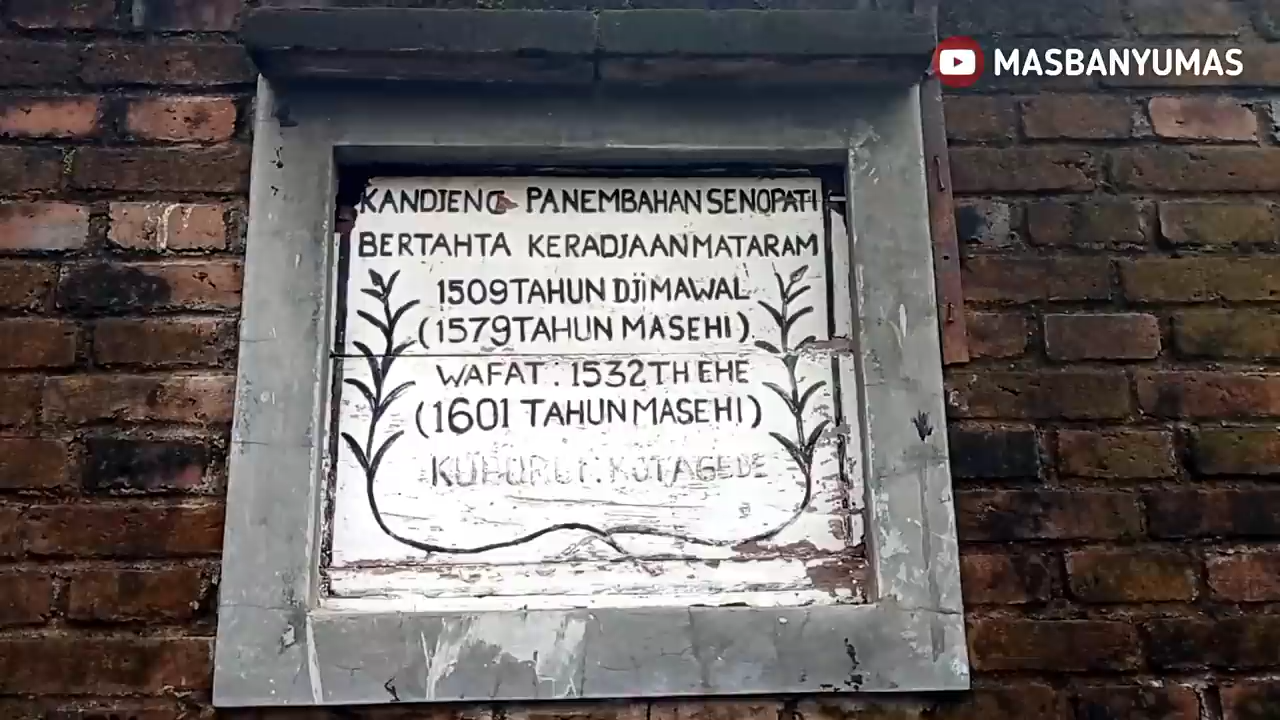 MASBANYUMAS
KANDJENG PANEMBAHAN SENOPATI
BERTAHTA KERADJAAN MATARAM
1509 TAHUN DJIMAWAL
(1579 TAHUN MASEHI)
WAFAT : 1532 TH EHE
(1601 TAHUN MASEHI)
KOTAGEDE